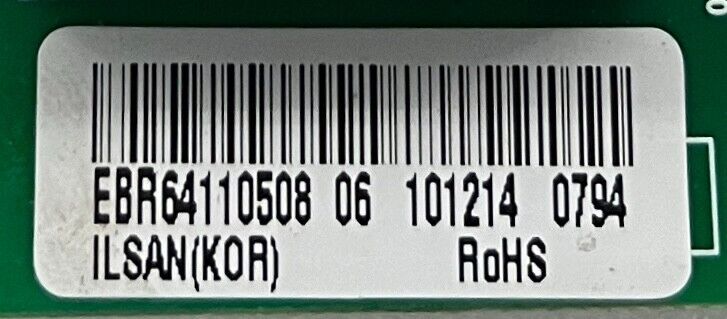 EBR64110508 06 101214 0794
ILSAN(KOR) RoHS